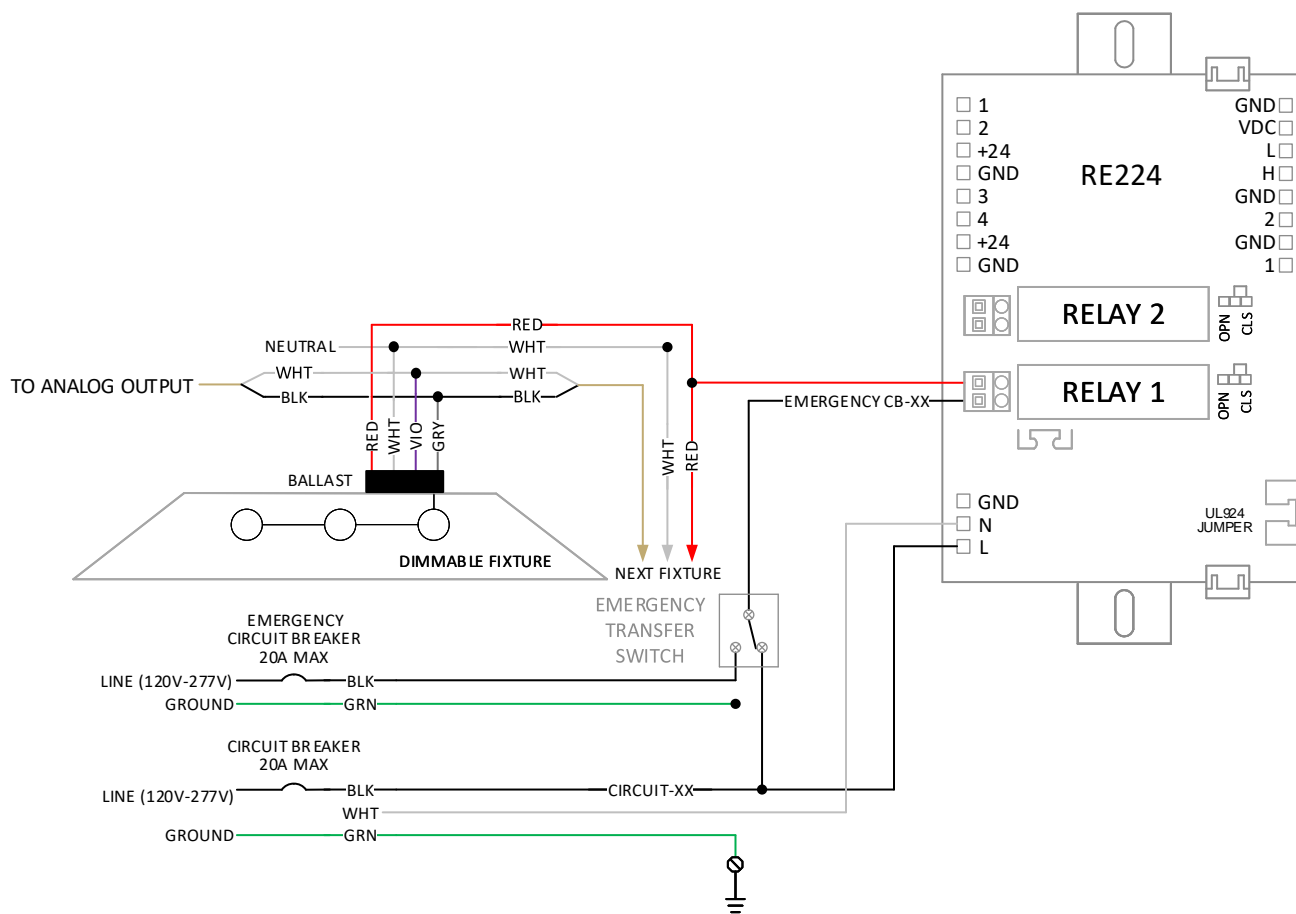 1
2
+24
GND
3
4
+24
GND
RE224
GND
VDC
L
H
GND
2
GND
1
RELAY 2
OPN
CLS
RELAY 1
OPN
CLS
RED
NEUTRAL
WHT
WHT
WHT
TO ANALOG OUTPUT
BLK
BLK
EMERGENCY CB-XX
RED
WHT
VIO
GRY
WHT
RED
BALLAST
DIMMABLE FIXTURE
NEXT FIXTURE
GND
N
L
UL924
JUMPER
EMERGENCY
TRANSFER
SWITCH
EMERGENCY
CIRCUIT BREAKER
20A MAX
LINE (120V-277V)
BLK
GROUND
GRN
CIRCUIT BREAKER
20A MAX
LINE (120V-277V)
BLK
CIRCUIT-XX
WHT
GROUND
GRN